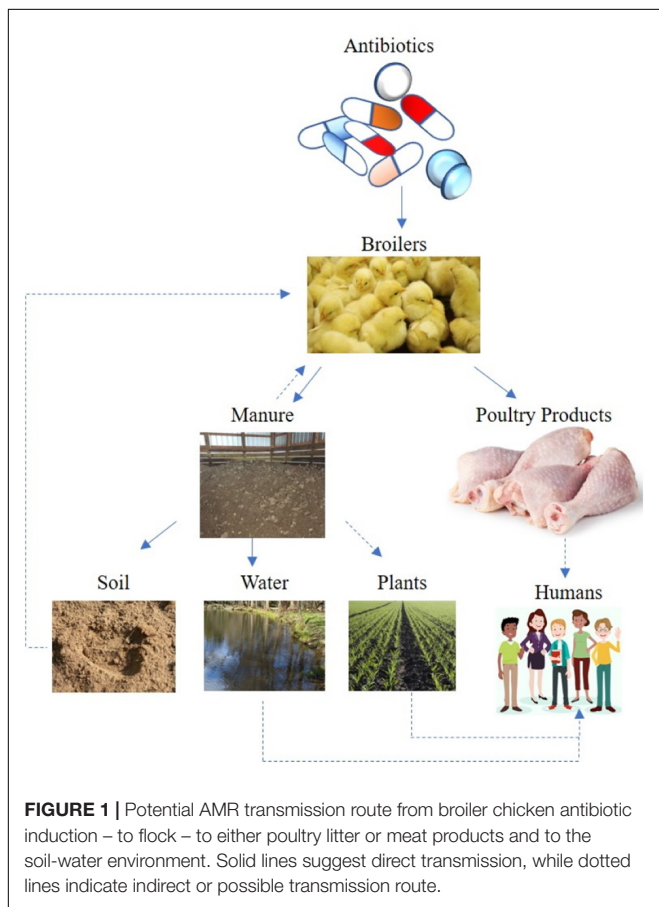 Antibiotics
Broilers
Manure
Poultry Products
Soil
Water
Plants
Humans
FIGURE 1 | Potential AMR transmission route from broiler chicken antibiotic
induction – to flock – to either poultry litter or meat products and to the
soil-water environment. Solid lines suggest direct transmission, while dotted
lines indicate indirect or possible transmission route.